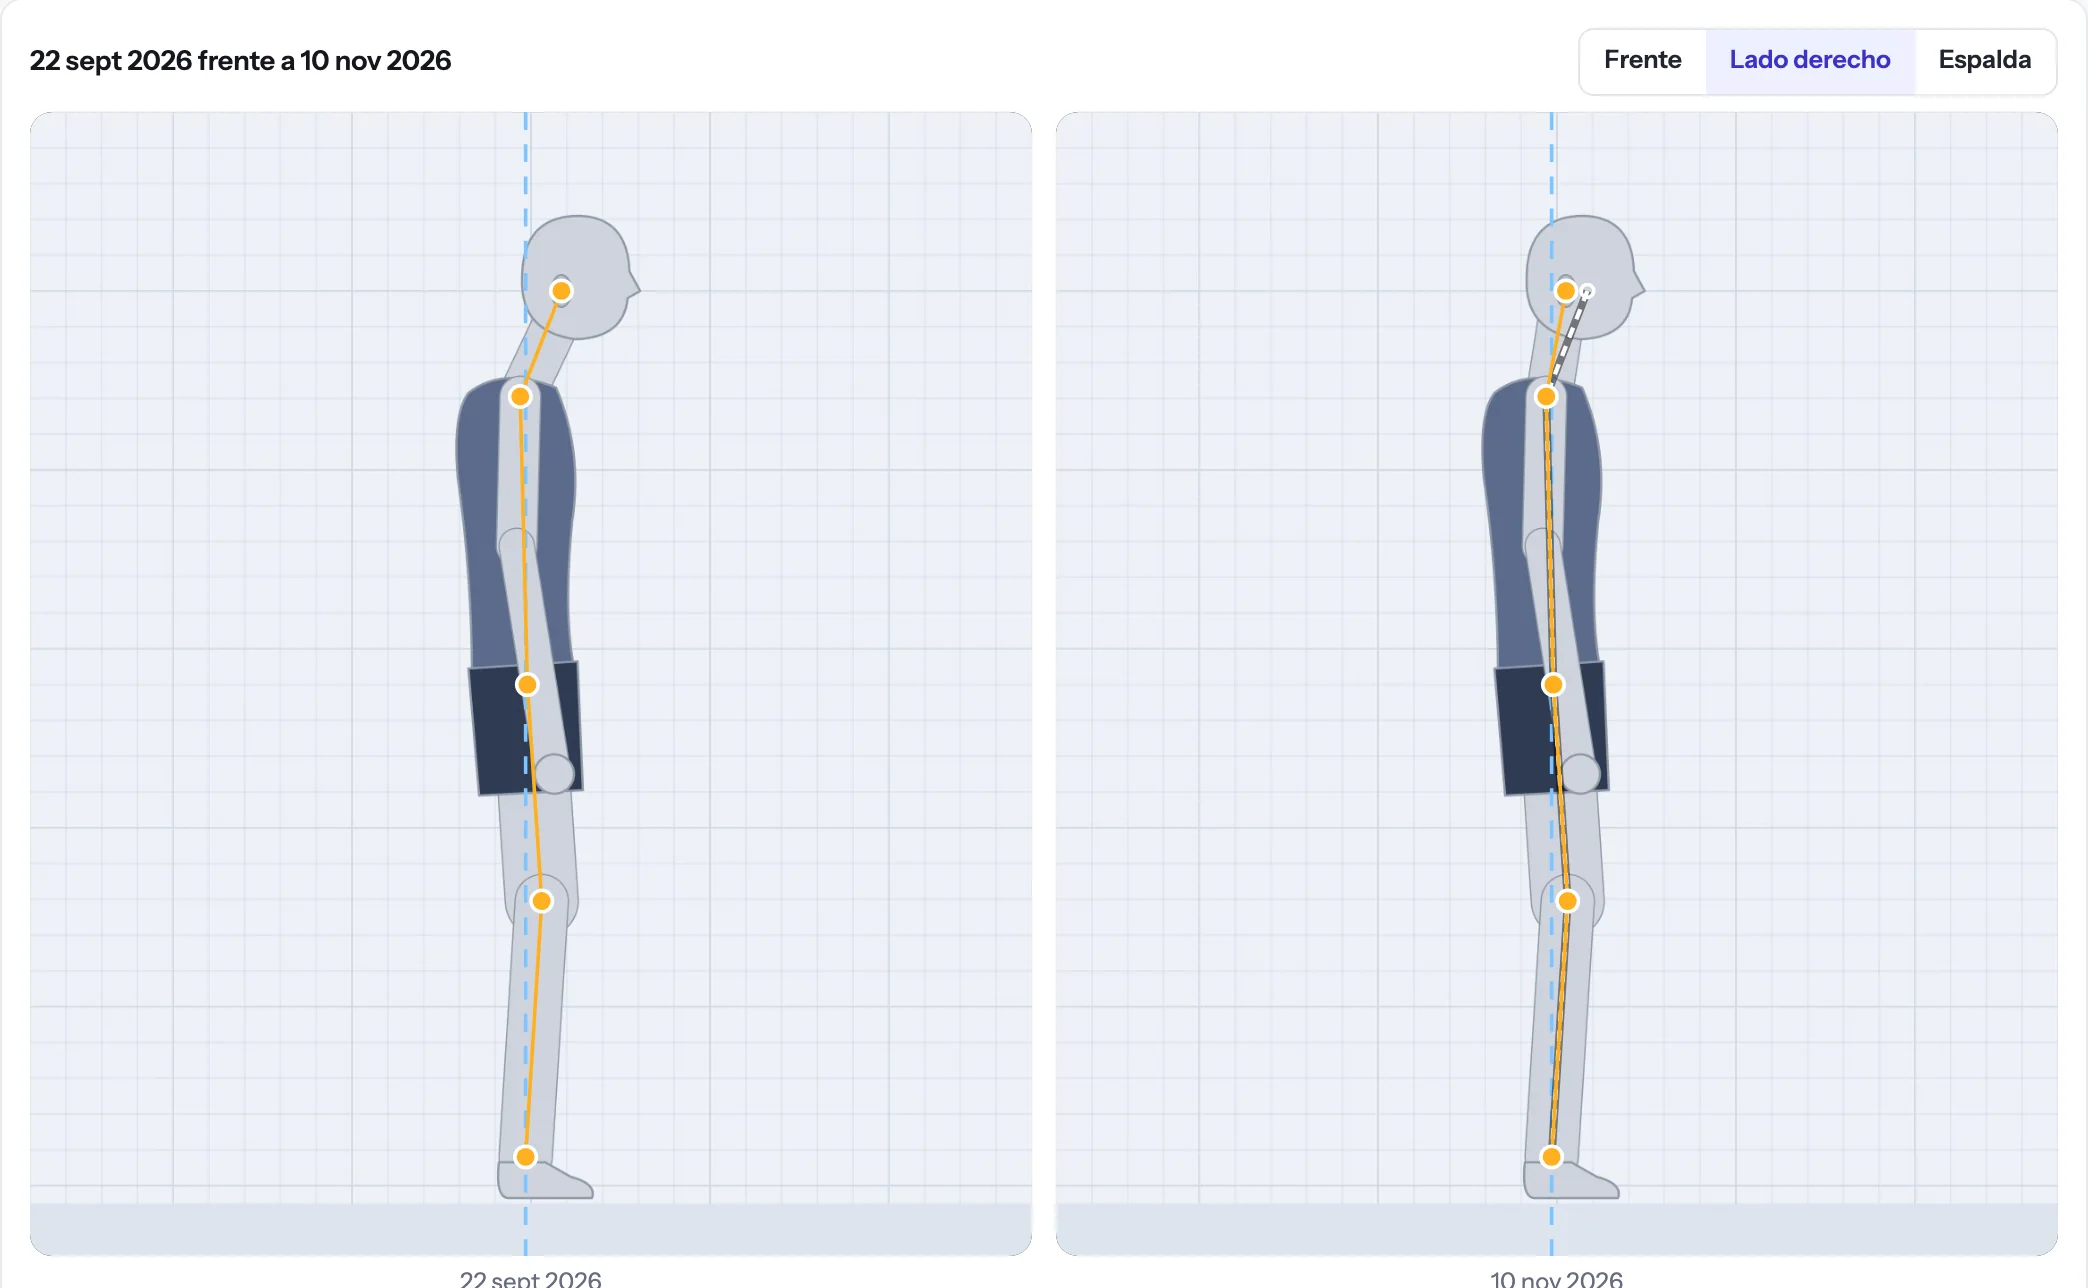 22 sept 2026 frente a 10 nov 2026
Frente
Lado derecho
Espalda
22 sept 2026
10 nov 2026